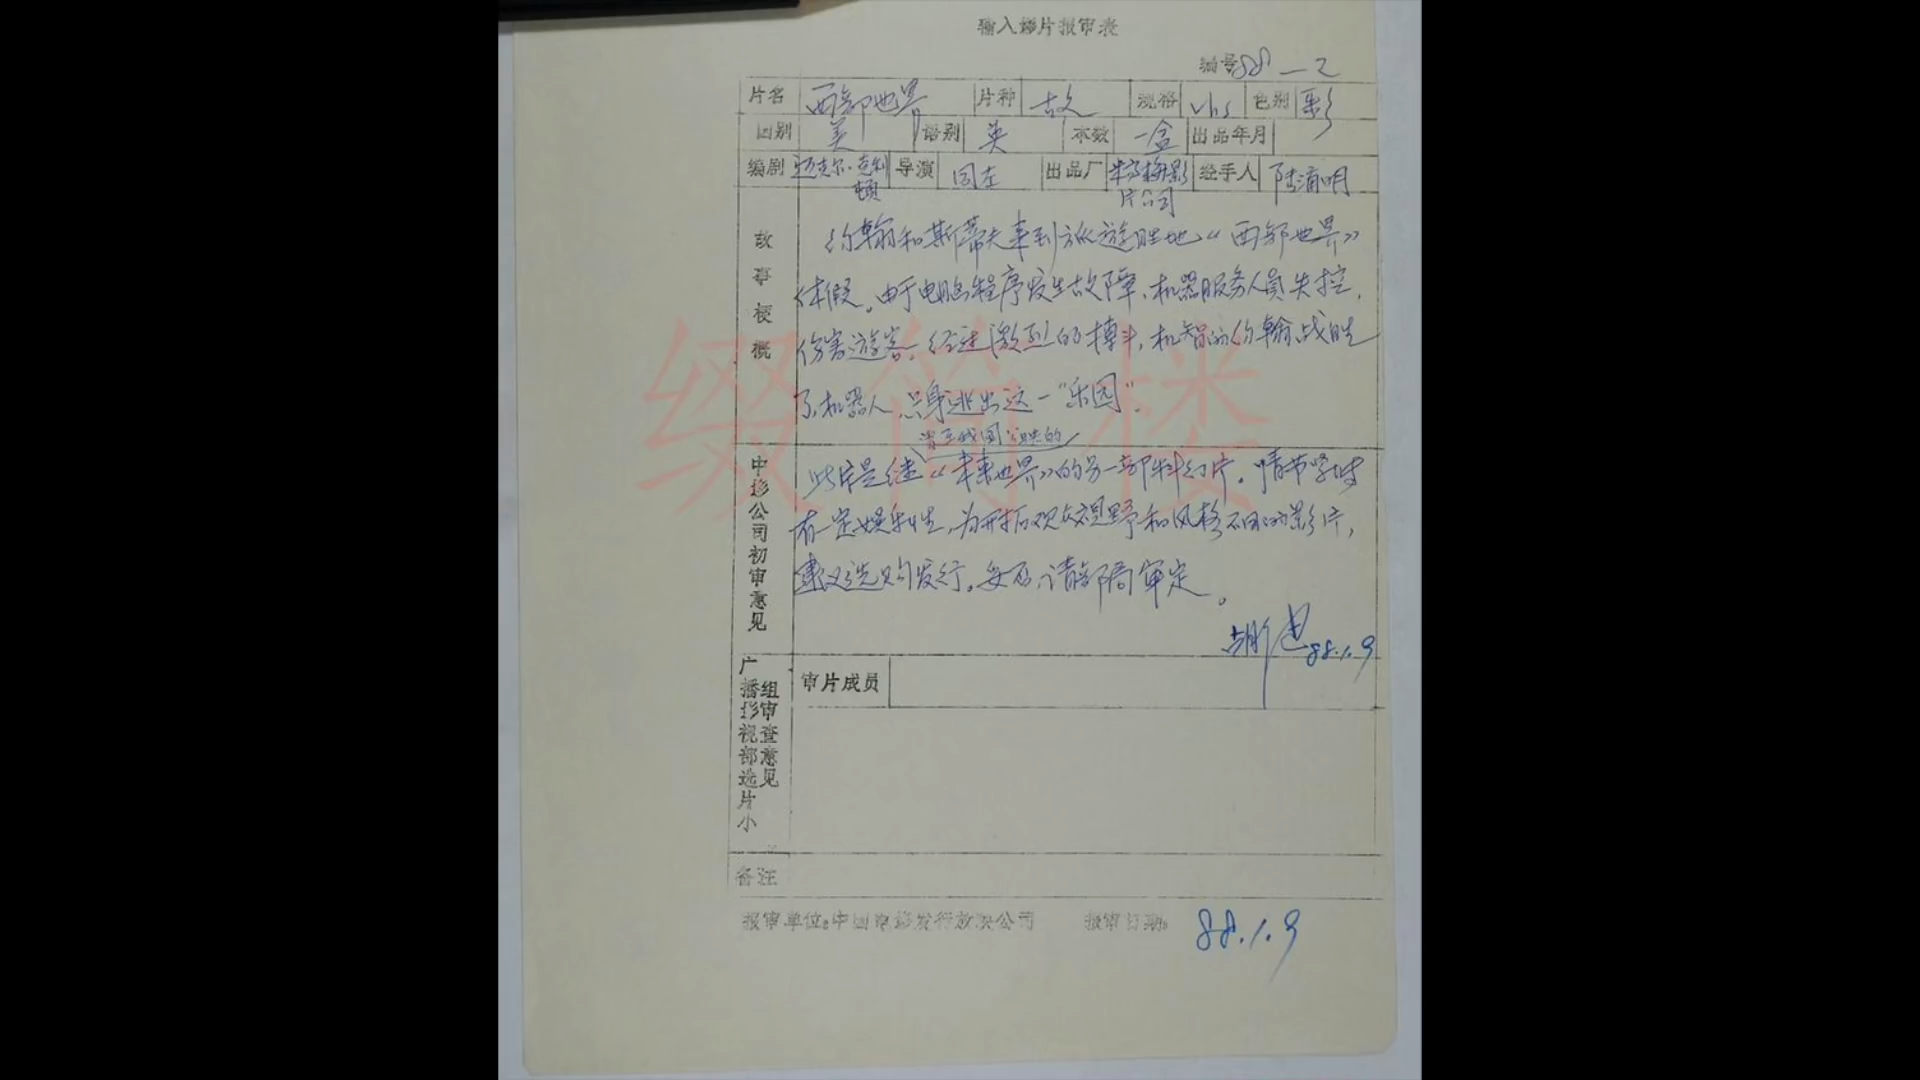 输入影片报审表
编号88—2
片名 西部世界 片种 故 规格 vhs 色别 彩
国别 美 语别 英 本数 一盒 出品年月
编剧 迈克尔·克利顿 导演 同左 出品厂 米高梅影片公司 经手人 陆浦明
故事梗概
约翰和斯蒂夫来到旅游胜地《西部世界》
休假。由于电脑程序发生故障,机器服务人员失控,
伤害游客,经过激烈的搏斗,机智的约翰战胜
了机器人,只身逃出这一“乐园”。
中影公司初审意见
曾在我国公映的
此片是继《未来世界》的另一部科幻片。情节紧凑
有一定娱乐性,为开拓观众视野和风格不同的影片,
建议选购发行。妥否,请部局审定。
胡健 88.1.9
广播影视部选片小组审查意见
审片成员
备注
报审单位:中国电影发行放映公司 报审日期: 88.1.9
缀简楼